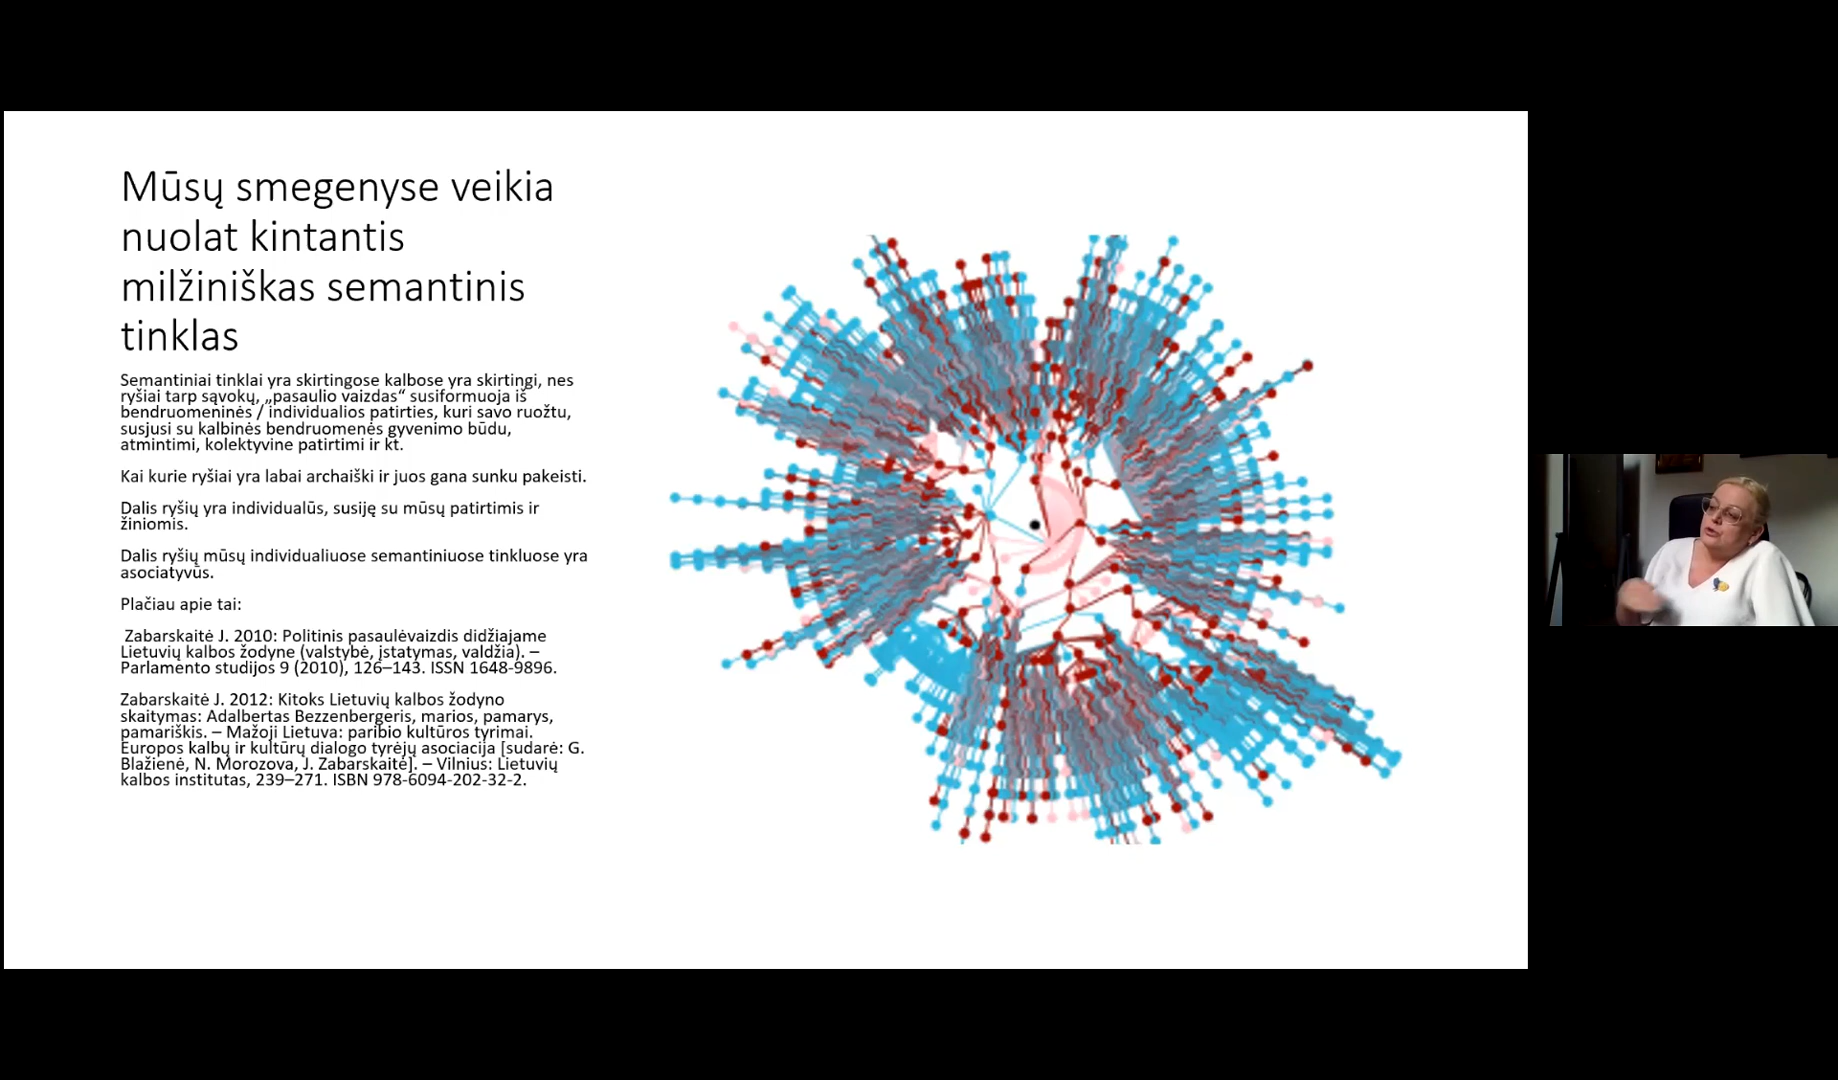 Mūsų smegenyse veikia
nuolat kintantis
milžiniškas semantinis
tinklas
Semantiniai tinklai yra skirtingose kalbose yra skirtingi, nes
ryšiai tarp sąvokų, „pasaulio vaizdas“ susiformuoja iš
bendruomeninės / individualios patirties, kuri savo ruožtu,
susjusi su kalbinės bendruomenės gyvenimo būdu,
atmintimi, kolektyvine patirtimi ir kt.
Kai kurie ryšiai yra labai archaiški ir juos gana sunku pakeisti.
Dalis ryšių yra individualūs, susiję su mūsų patirtimis ir
žiniomis.
Dalis ryšių mūsų individualiuose semantiniuose tinkluose yra
asociatyvūs.
Plačiau apie tai:
Zabarskaitė J. 2010: Politinis pasaulėvaizdis didžiajame
Lietuvių kalbos žodyne (valstybė, įstatymas, valdžia). –
Parlamento studijos 9 (2010), 126–143. ISSN 1648-9896.
Zabarskaitė J. 2012: Kitoks Lietuvių kalbos žodyno
skaitymas: Adalbertas Bezzenbergeris, marios, pamarys,
pamariškis. – Mažoji Lietuva: paribio kultūros tyrimai.
Europos kalbų ir kultūrų dialogo tyrėjų asociacija [sudarė: G.
Blažienė, N. Morozova, J. Zabarskaitė]. – Vilnius: Lietuvių
kalbos institutas, 239–271. ISBN 978-6094-202-32-2.